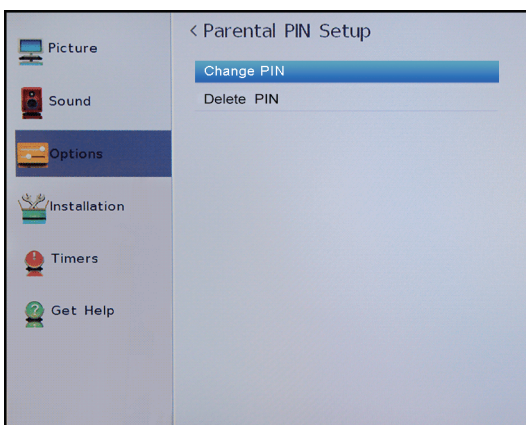 Picture
Sound
Options
Installation
Timers
Get Help
< Parental PIN Setup
Change PIN
Delete PIN